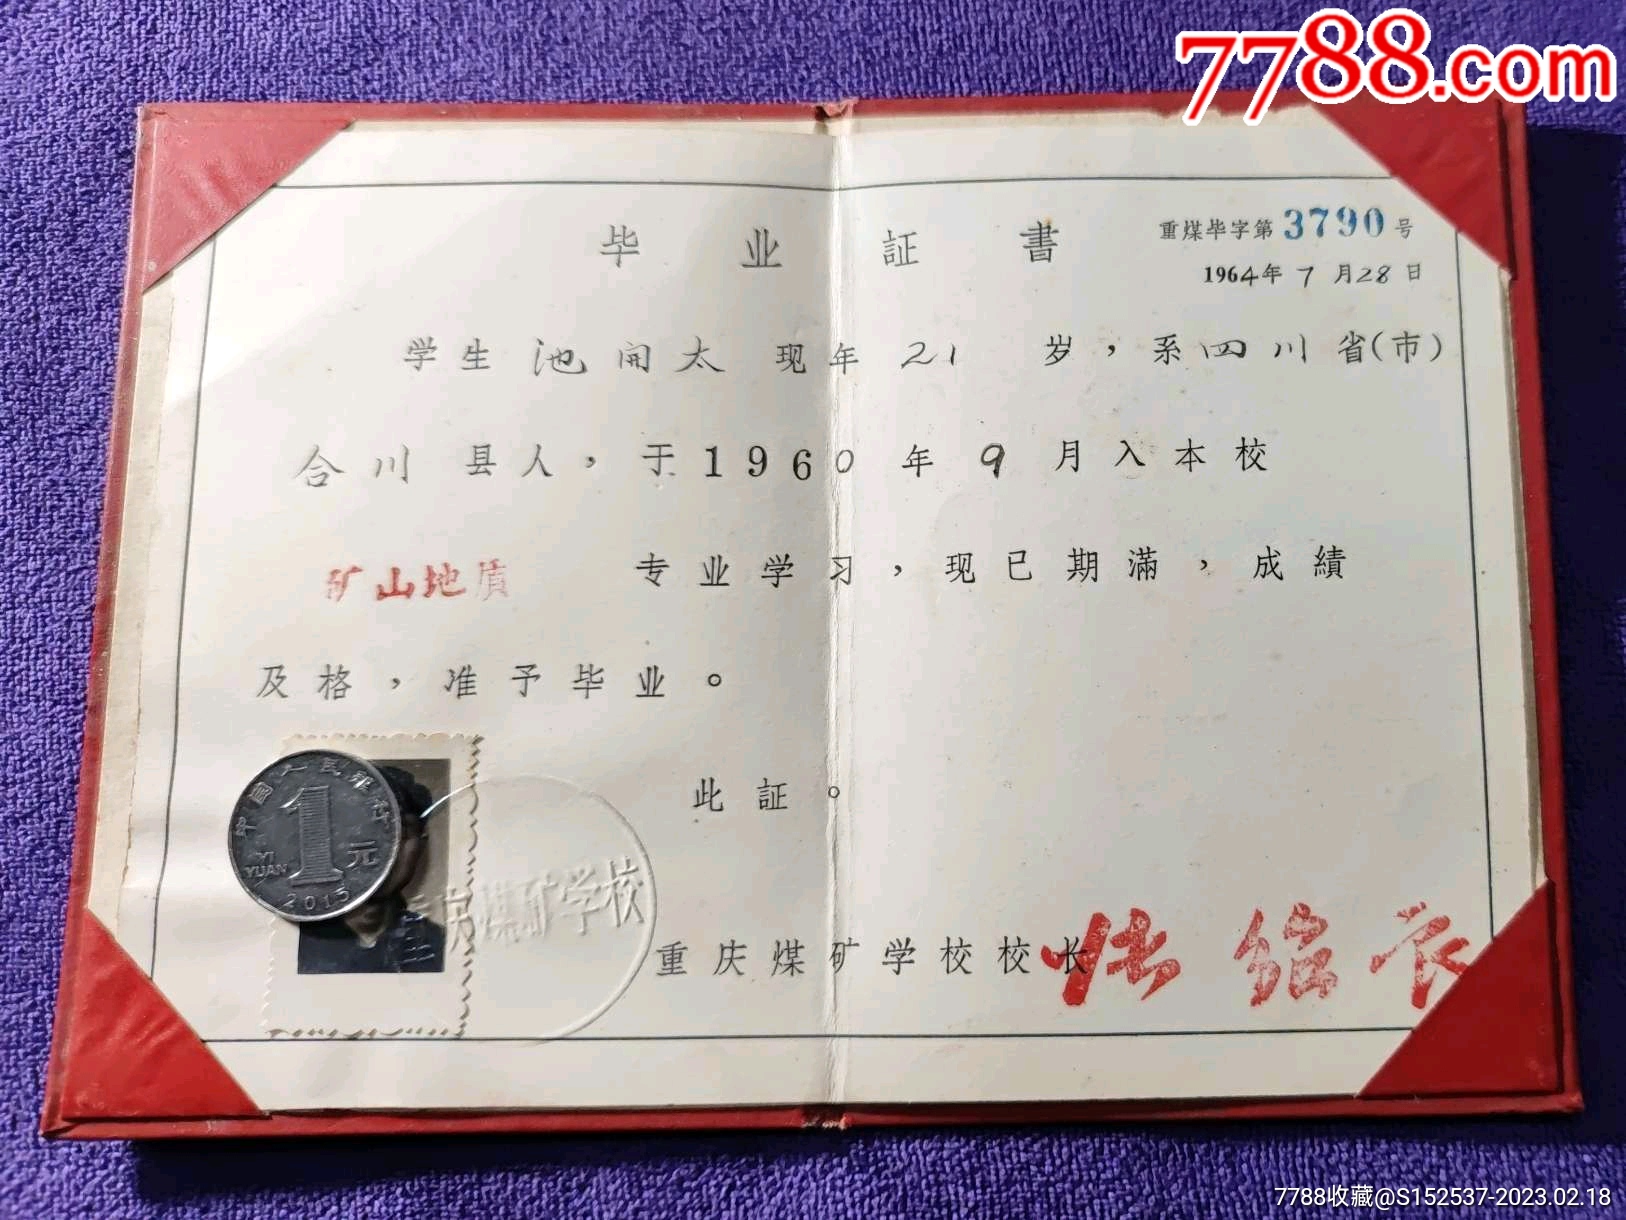 7788.com
重煤毕字第3790号
毕业証書
1964年7月28日
学生池開太现年21岁，系四川省(市)
合川县人，于1960年9月入本校
矿山地质专业学习，现已期滿，成績
及格，准予毕业。
此証。
中国人民银行
1元
YI YUAN
2015
重庆煤矿学校
重庆煤矿学校校长
7788收藏@S152537-2023.02.18